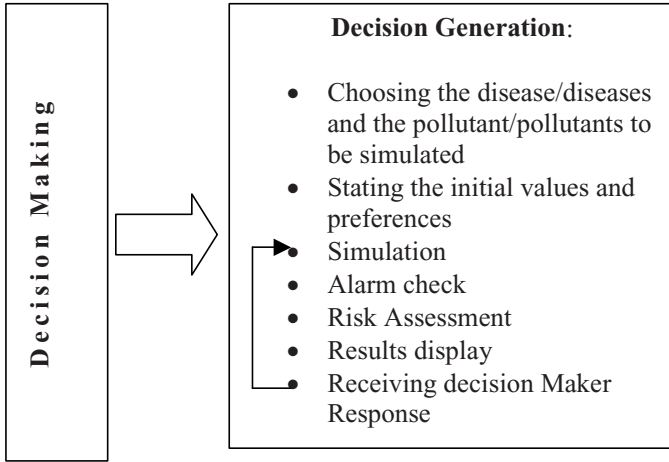 Decision Making
Decision Generation:
• Choosing the disease/diseases
and the pollutant/pollutants to
be simulated
• Stating the initial values and
preferences
• Simulation
• Alarm check
• Risk Assessment
• Results display
• Receiving decision Maker
Response